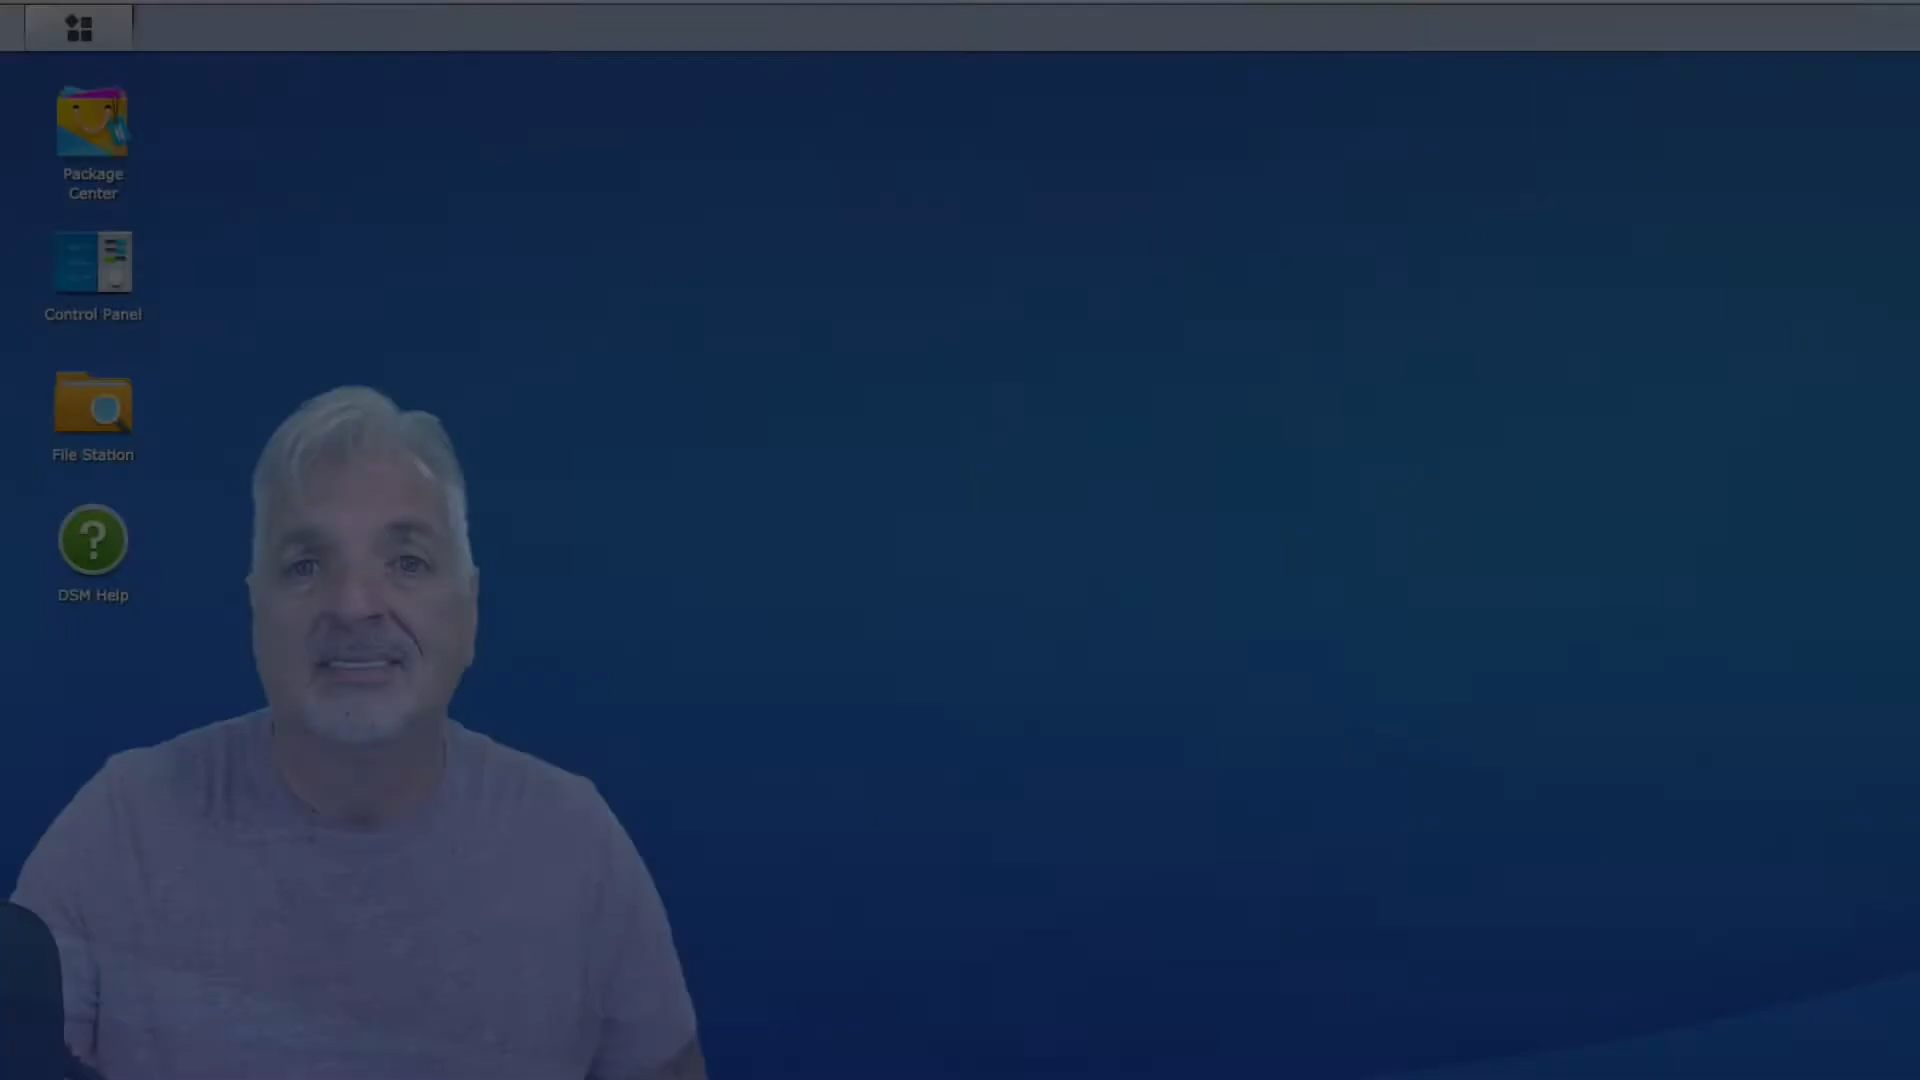 Package
Center
Control Panel
File Station
?
DSM Help